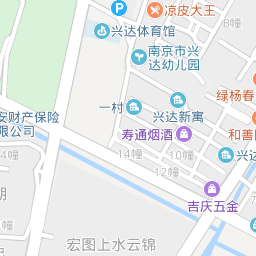 凉皮大王
8幢
兴达体育馆
南京市兴
达幼儿园
绿杨春
一村
兴达新寓
安财产保险
限公司
寿通烟酒
和善园
14幢
10幢
兴达
12幢
吉庆五金
宏图上水云锦